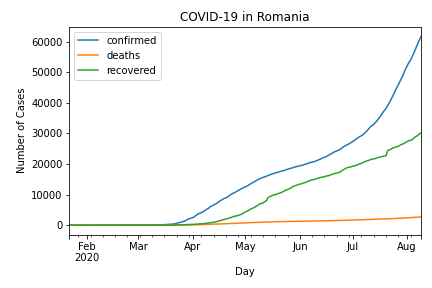 COVID-19 in Romania
confirmed
deaths
recovered
Number of Cases
60000
50000
40000
30000
20000
10000
0
Feb Mar Apr May Jun Jul Aug
2020
Day